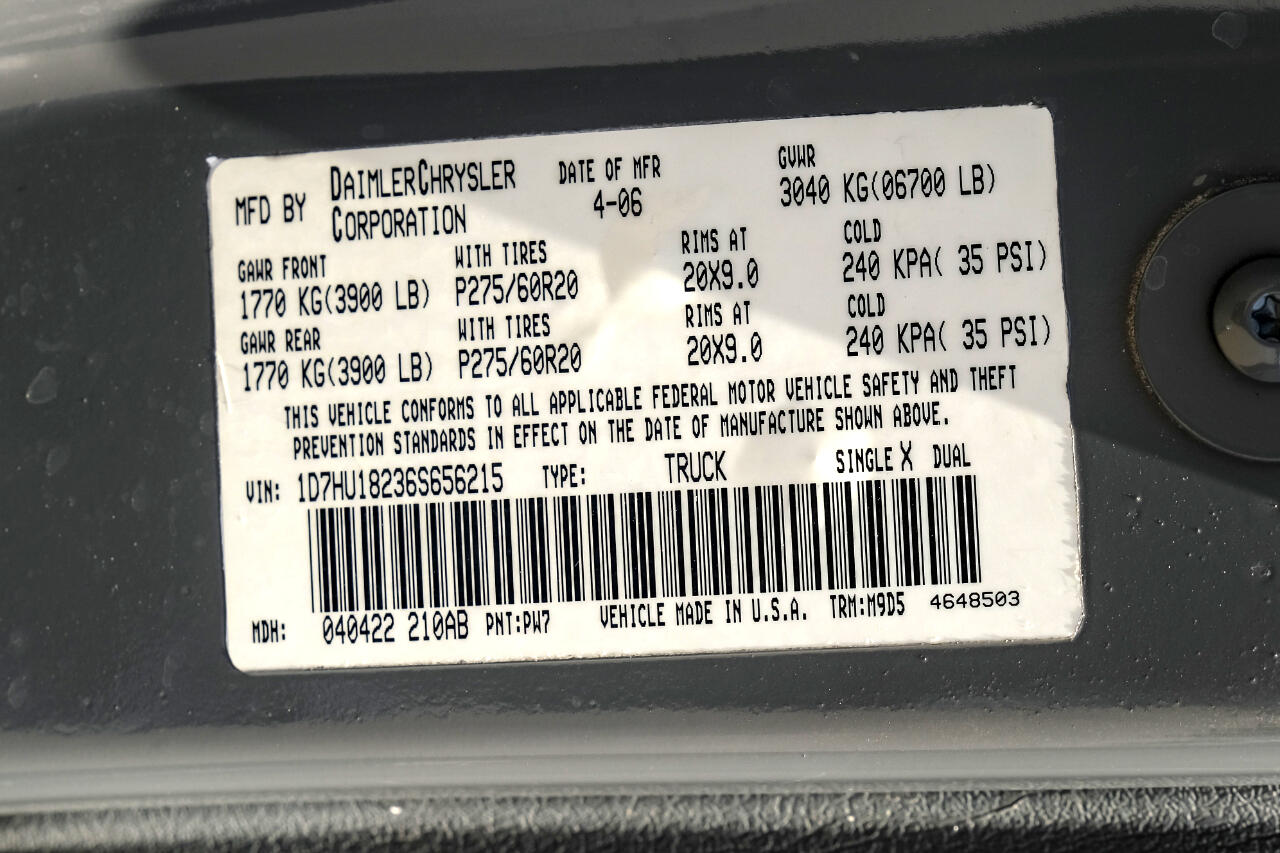 MFD BY DAIMLERCHRYSLER CORPORATION DATE OF MFR 4-06 GVWR 3040 KG(06700 LB)
GAWR FRONT WITH TIRES RIMS AT COLD
1770 KG(3900 LB) P275/60R20 20X9.0 240 KPA( 35 PSI)
GAWR REAR WITH TIRES RIMS AT COLD
1770 KG(3900 LB) P275/60R20 20X9.0 240 KPA( 35 PSI)
THIS VEHICLE CONFORMS TO ALL APPLICABLE FEDERAL MOTOR VEHICLE SAFETY AND THEFT
PREVENTION STANDARDS IN EFFECT ON THE DATE OF MANUFACTURE SHOWN ABOVE.
VIN: 1D7HU18236S656215 TYPE: TRUCK SINGLE X DUAL
MDH: 040422 210AB PNT:PW7 VEHICLE MADE IN U.S.A. TRM:M9D5 4648503